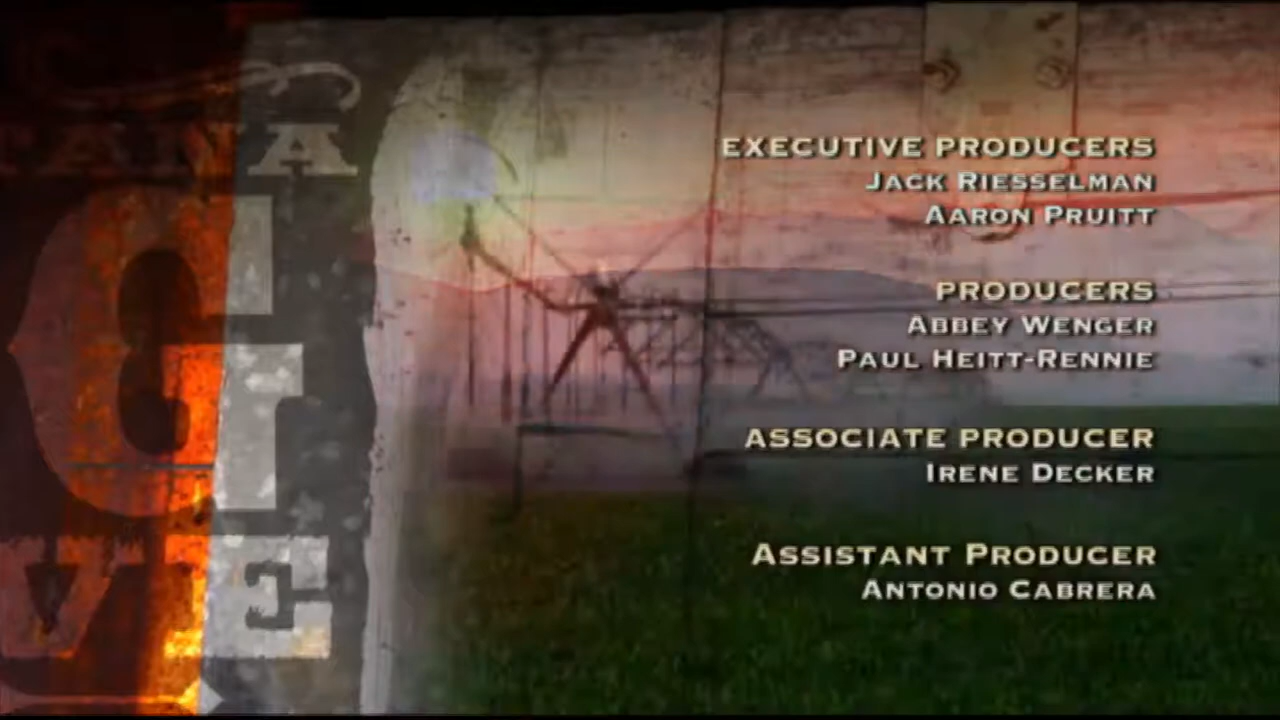 EXECUTIVE PRODUCERS
JACK RIESSELMAN
AARON PRUITT
PRODUCERS
ABBEY WENGER
PAUL HEITT-RENNIE
ASSOCIATE PRODUCER
IRENE DECKER
ASSISTANT PRODUCER
ANTONIO CABRERA